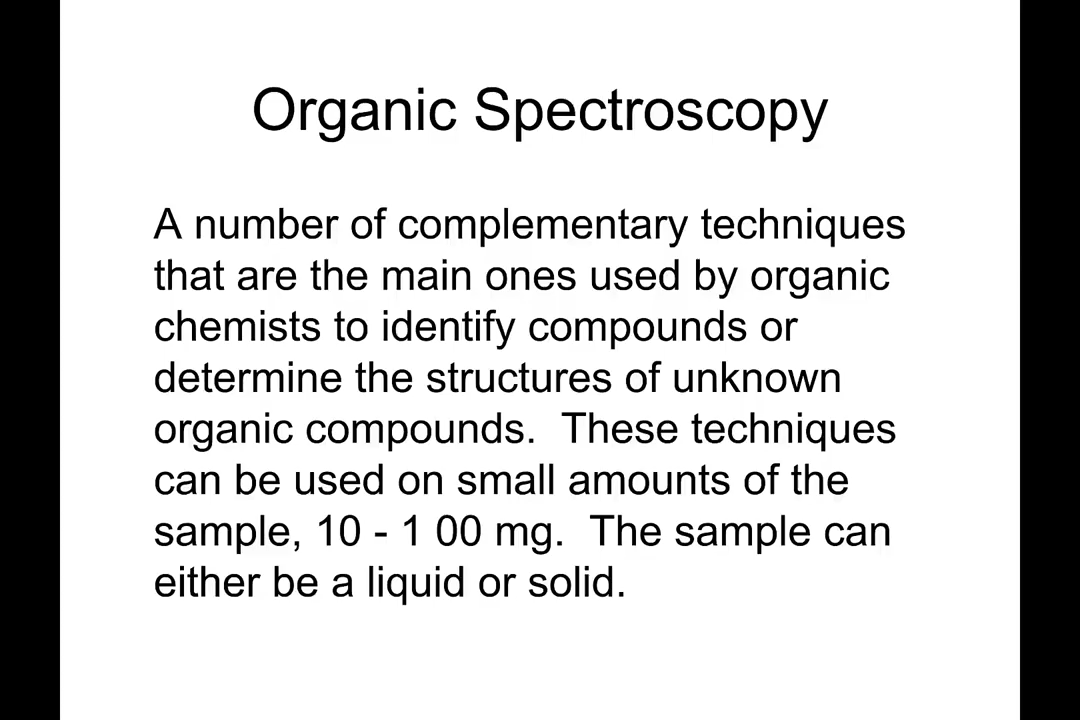 Organic Spectroscopy
A number of complementary techniques
that are the main ones used by organic
chemists to identify compounds or
determine the structures of unknown
organic compounds.  These techniques
can be used on small amounts of the
sample, 10 - 1 00 mg.  The sample can
either be a liquid or solid.